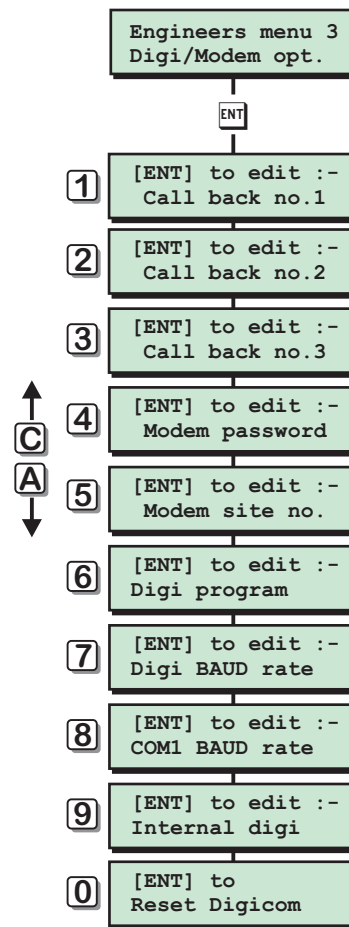 Engineers menu 3
Digi/Modem opt.
ENT
1
[ENT] to edit :-
Call back no.1
2
[ENT] to edit :-
Call back no.2
3
[ENT] to edit :-
Call back no.3
C
A
4
[ENT] to edit :-
Modem password
5
[ENT] to edit :-
Modem site no.
6
[ENT] to edit :-
Digi program
7
[ENT] to edit :-
Digi BAUD rate
8
[ENT] to edit :-
COM1 BAUD rate
9
[ENT] to edit :-
Internal digi
0
[ENT] to
Reset Digicom